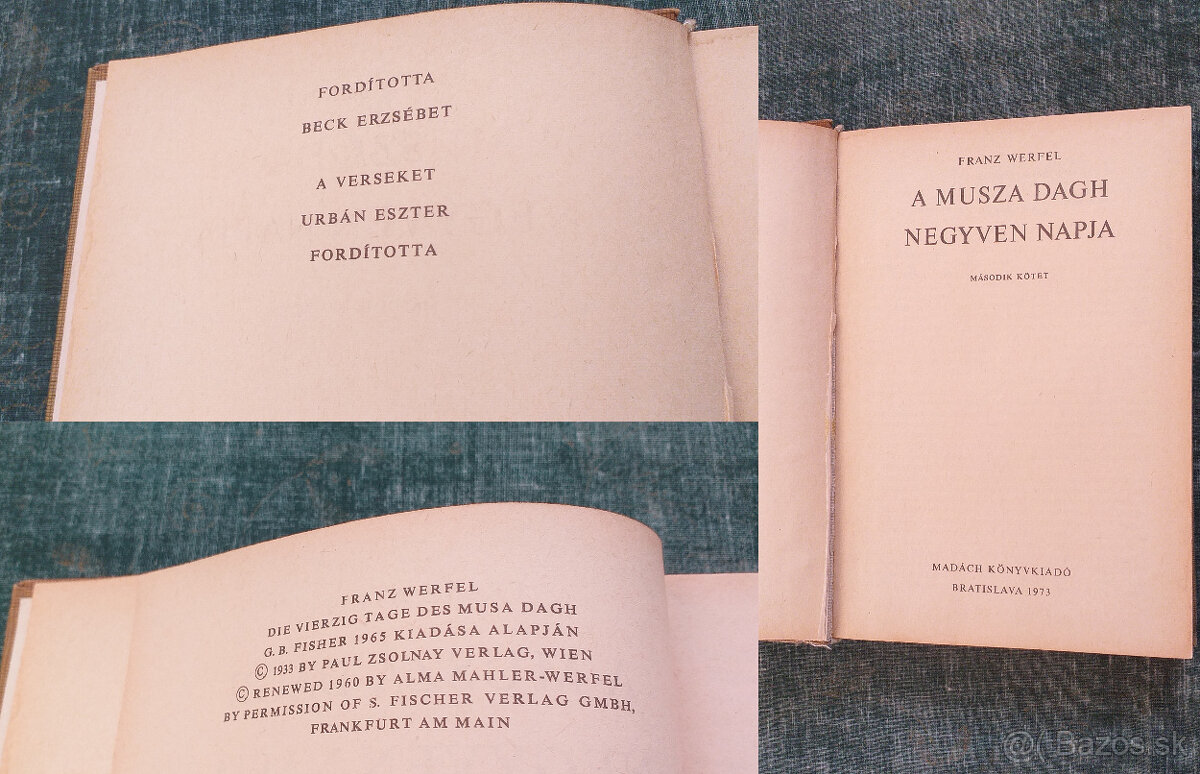 FORDÍTOTTA
BECK ERZSÉBET
A VERSEKET
URBÁN ESZTER
FORDÍTOTTA
FRANZ WERFEL
A MUSZA DAGH
NEGYVEN NAPJA
MÁSODIK KÖTET
MADÁCH KÖNYVKIADÓ
BRATISLAVA 1973
FRANZ WERFEL
DIE VIERZIG TAGE DES MUSA DAGH
G. B. FISHER 1965 KIADÁSA ALAPJÁN
© 1933 BY PAUL ZSOLNAY VERLAG, WIEN
© RENEWED 1960 BY ALMA MAHLER-WERFEL
BY PERMISSION OF S. FISCHER VERLAG GMBH,
FRANKFURT AM MAIN
Bazos.sk